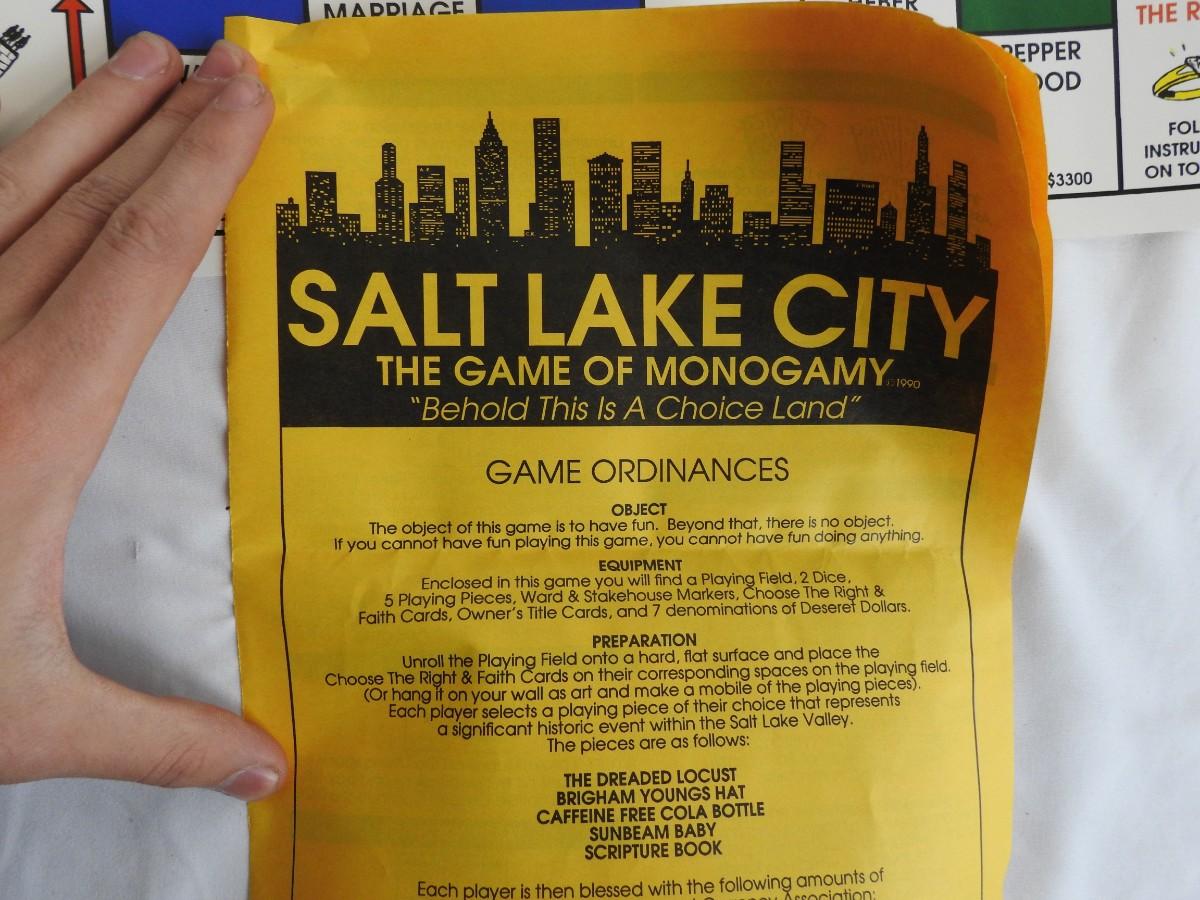 MARRIAGE
HEBER
THE R
PEPPER
OOD
$3300
FOL
INSTRU
ON TO
SALT LAKE CITY
THE GAME OF MONOGAMY ©1990
“Behold This Is A Choice Land”
GAME ORDINANCES
OBJECT
The object of this game is to have fun. Beyond that, there is no object.
If you cannot have fun playing this game, you cannot have fun doing anything.
EQUIPMENT
Enclosed in this game you will find a Playing Field, 2 Dice,
5 Playing Pieces, Ward & Stakehouse Markers, Choose The Right &
Faith Cards, Owner's Title Cards, and 7 denominations of Deseret Dollars.
PREPARATION
Unroll the Playing Field onto a hard, flat surface and place the
Choose The Right & Faith Cards on their corresponding spaces on the playing field.
(Or hang it on your wall as art and make a mobile of the playing pieces).
Each player selects a playing piece of their choice that represents
a significant historic event within the Salt Lake Valley.
The pieces are as follows:
THE DREADED LOCUST
BRIGHAM YOUNGS HAT
CAFFEINE FREE COLA BOTTLE
SUNBEAM BABY
SCRIPTURE BOOK
Each player is then blessed with the following amounts of
Currency Association: